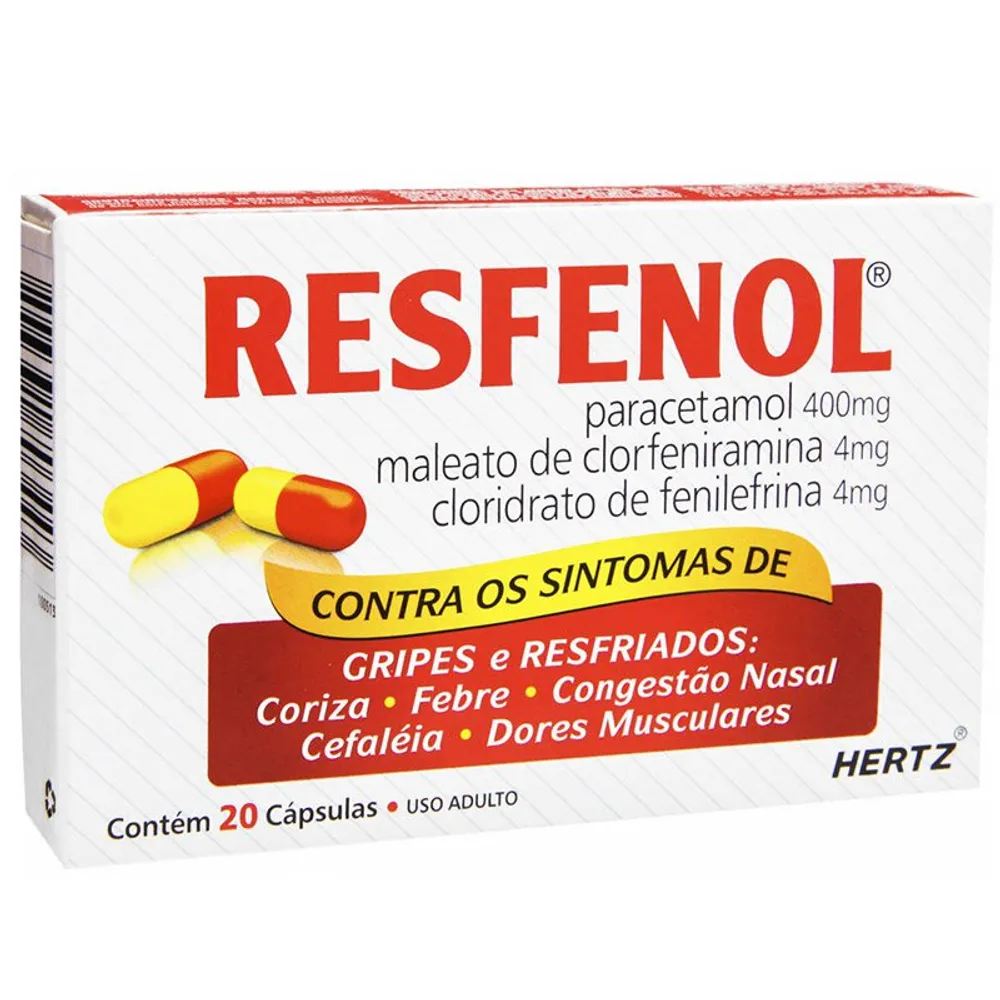 RESFENOL®
paracetamol 400mg
maleato de clorfeniramina 4mg
cloridrato de fenilefrina 4mg
CONTRA OS SINTOMAS DE
GRIPES e RESFRIADOS:
Coriza • Febre • Congestão Nasal
Cefaléia • Dores Musculares
HERTZ®
Contém 20 Cápsulas • USO ADULTO